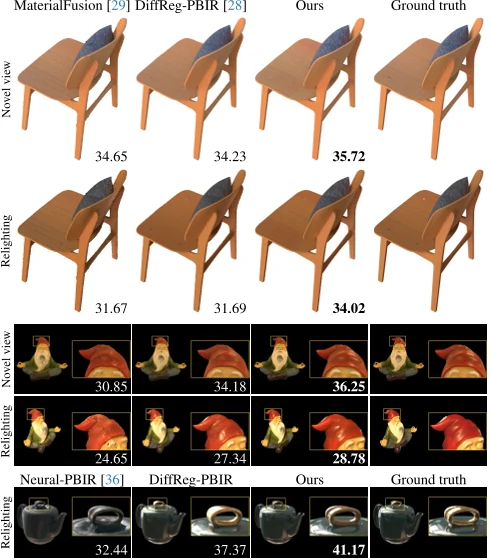 MaterialFusion [29] DiffReg-PBIR [28] Ours Ground truth
Novel view
34.65 34.23 35.72
Relighting
31.67 31.69 34.02
Novel view
30.85 34.18 36.25
Relighting
24.65 27.34 28.78
Neural-PBIR [36] DiffReg-PBIR Ours Ground truth
Relighting
32.44 37.37 41.17